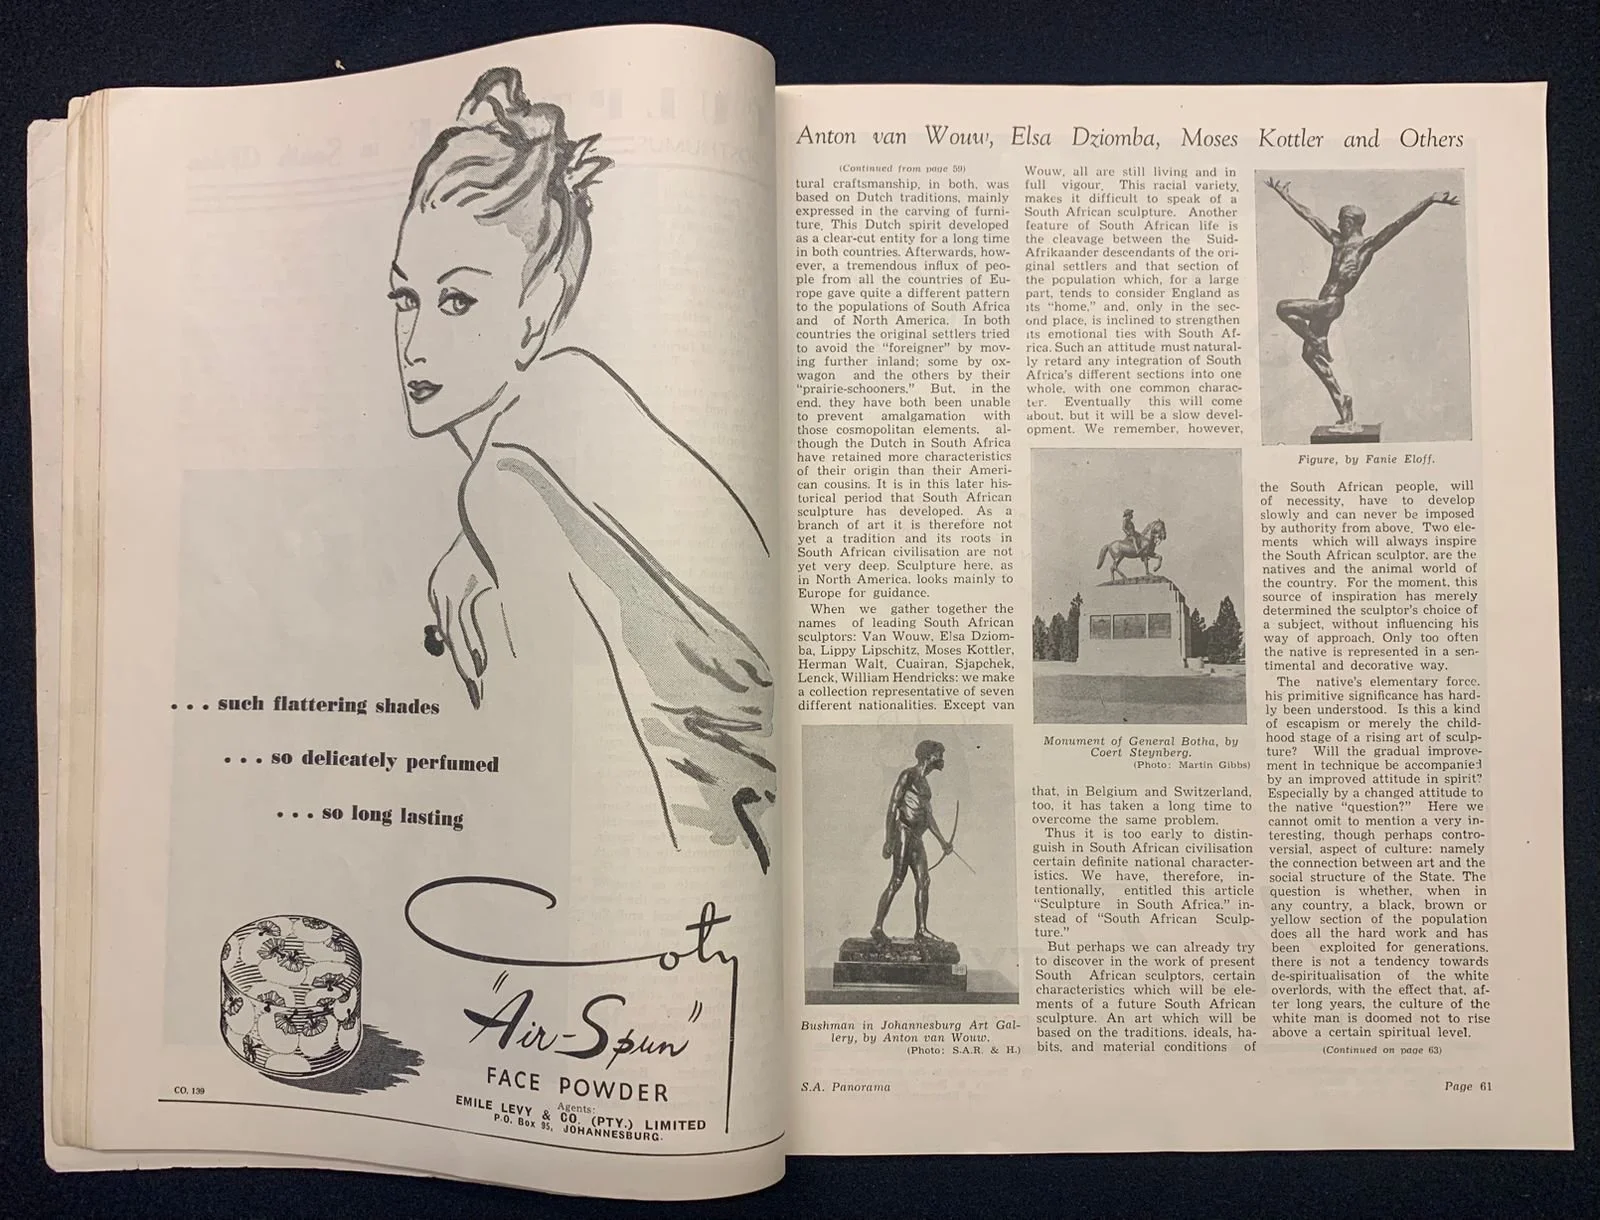 . . . such flattering shades
. . . so delicately perfumed
. . . so long lasting
Coty
"Air-Spun"
FACE POWDER
Agents:
EMILE LEVY & CO. (PTY.) LIMITED
P.O. Box 95, JOHANNESBURG.
CO. 139
Anton van Wouw, Elsa Dziomba, Moses Kottler and Others
(Continued from page 59)
tural craftsmanship, in both, was
based on Dutch traditions, mainly
expressed in the carving of furni-
ture. This Dutch spirit developed
as a clear-cut entity for a long time
in both countries. Afterwards, how-
ever, a tremendous influx of peo-
ple from all the countries of Eu-
rope gave quite a different pattern
to the populations of South Africa
and of North America. In both
countries the original settlers tried
to avoid the "foreigner" by mov-
ing further inland; some by ox-
wagon and the others by their
"prairie-schooners." But, in the
end, they have both been unable
to prevent amalgamation with
those cosmopolitan elements, al-
though the Dutch in South Africa
have retained more characteristics
of their origin than their Ameri-
can cousins. It is in this later his-
torical period that South African
sculpture has developed. As a
branch of art it is therefore not
yet a tradition and its roots in
South African civilisation are not
yet very deep. Sculpture here, as
in North America, looks mainly to
Europe for guidance.
When we gather together the
names of leading South African
sculptors: Van Wouw, Elsa Dziom-
ba, Lippy Lipschitz, Moses Kottler,
Herman Walt, Cuairan, Sjapchek,
Lenck, William Hendricks: we make
a collection representative of seven
different nationalities. Except van
Bushman in Johannesburg Art Gal-
lery, by Anton van Wouw.
(Photo: S.A.R. & H.)
Wouw, all are still living and in
full vigour. This racial variety,
makes it difficult to speak of a
South African sculpture. Another
feature of South African life is
the cleavage between the Suid-
Afrikaander descendants of the ori-
ginal settlers and that section of
the population which, for a large
part, tends to consider England as
its "home," and, only in the sec-
ond place, is inclined to strengthen
its emotional ties with South Af-
rica. Such an attitude must natural-
ly retard any integration of South
Africa's different sections into one
whole, with one common charac-
ter. Eventually this will come
about, but it will be a slow devel-
opment. We remember, however,
Monument of General Botha, by
Coert Steynberg.
(Photo: Martin Gibbs)
that, in Belgium and Switzerland,
too, it has taken a long time to
overcome the same problem.
Thus it is too early to distin-
guish in South African civilisation
certain definite national character-
istics. We have, therefore, in-
tentionally, entitled this article
"Sculpture in South Africa." in-
stead of "South African Sculp-
ture."
But perhaps we can already try
to discover in the work of present
South African sculptors, certain
characteristics which will be ele-
ments of a future South African
sculpture. An art which will be
based on the traditions, ideals, ha-
bits, and material conditions of
Figure, by Fanie Eloff.
the South African people, will
of necessity, have to develop
slowly and can never be imposed
by authority from above. Two ele-
ments which will always inspire
the South African sculptor, are the
natives and the animal world of
the country. For the moment, this
source of inspiration has merely
determined the sculptor's choice of
a subject, without influencing his
way of approach. Only too often
the native is represented in a sen-
timental and decorative way.
The native's elementary force,
his primitive significance has hard-
ly been understood. Is this a kind
of escapism or merely the child-
hood stage of a rising art of sculp-
ture? Will the gradual improve-
ment in technique be accompanied
by an improved attitude in spirit?
Especially by a changed attitude to
the native "question?" Here we
cannot omit to mention a very in-
teresting, though perhaps contro-
versial, aspect of culture: namely
the connection between art and the
social structure of the State. The
question is whether, when in
any country, a black, brown or
yellow section of the population
does all the hard work and has
been exploited for generations,
there is not a tendency towards
de-spiritualisation of the white
overlords, with the effect that, af-
ter long years, the culture of the
white man is doomed not to rise
above a certain spiritual level.
(Continued on page 63)
S.A. Panorama
Page 61